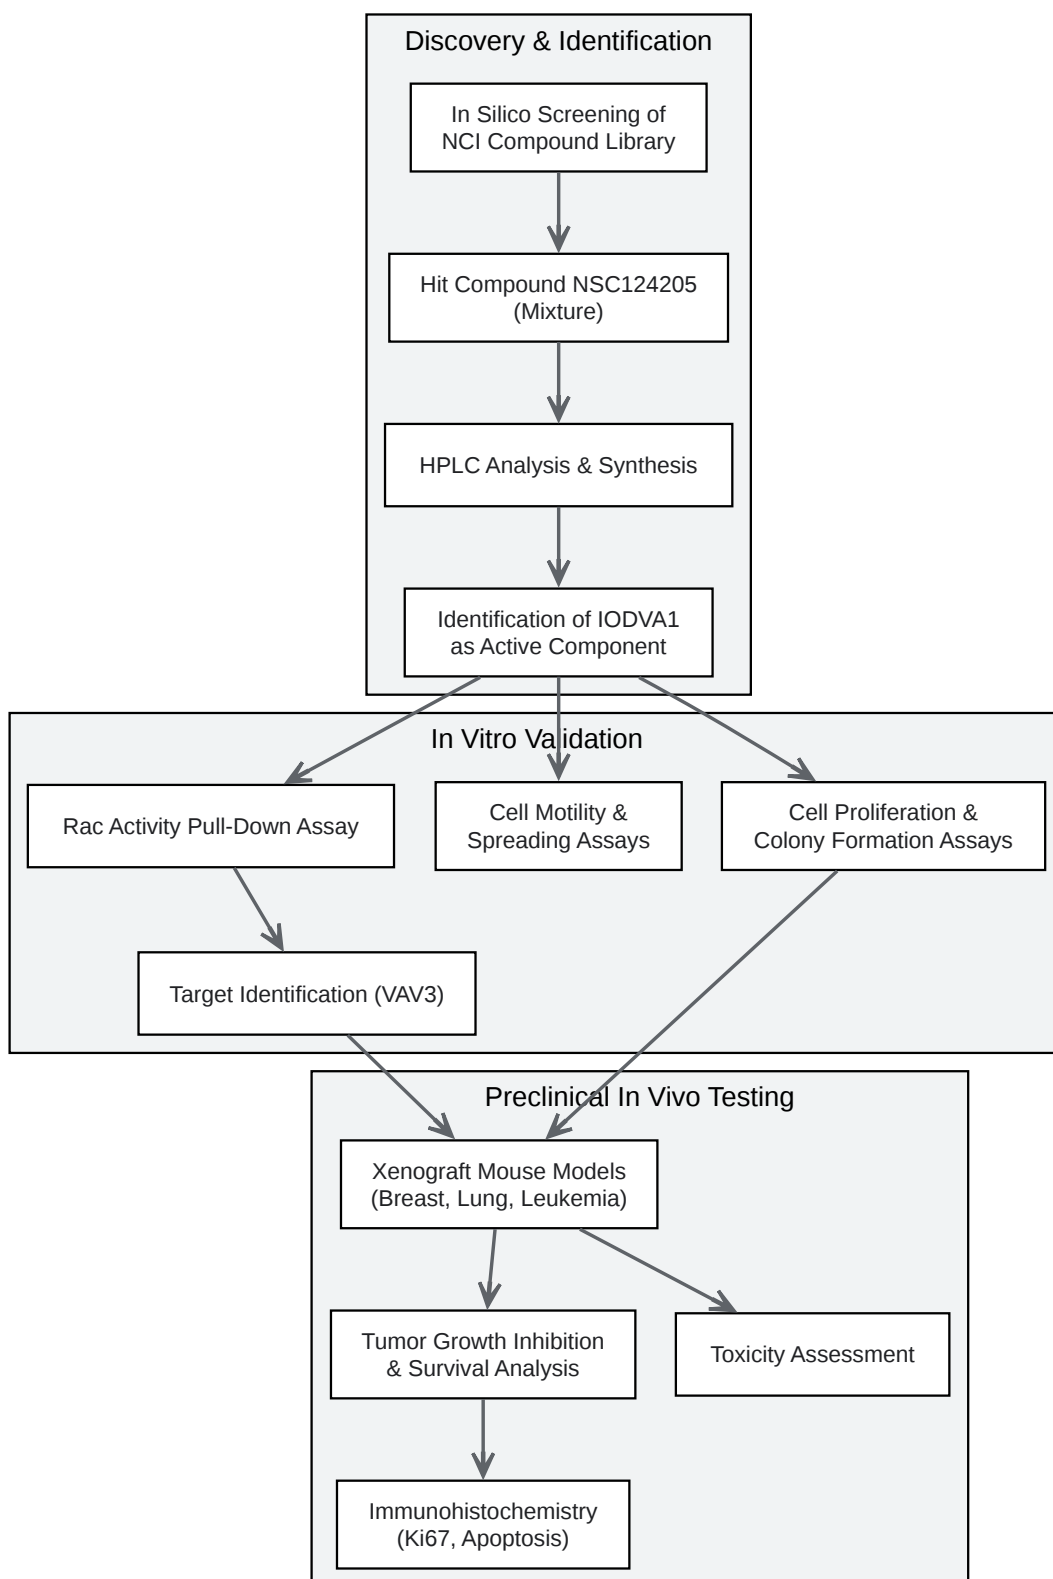 Discovery & Identification
In Silico Screening of
NCI Compound Library
Hit Compound NSC124205
(Mixture)
HPLC Analysis & Synthesis
Identification of IODVA1
as Active Component
In Vitro Validation
Rac Activity Pull-Down Assay
Cell Motility &
Spreading Assays
Cell Proliferation &
Colony Formation Assays
Target Identification (VAV3)
Preclinical In Vivo Testing
Xenograft Mouse Models
(Breast, Lung, Leukemia)
Tumor Growth Inhibition
& Survival Analysis
Toxicity Assessment
Immunohistochemistry
(Ki67, Apoptosis)